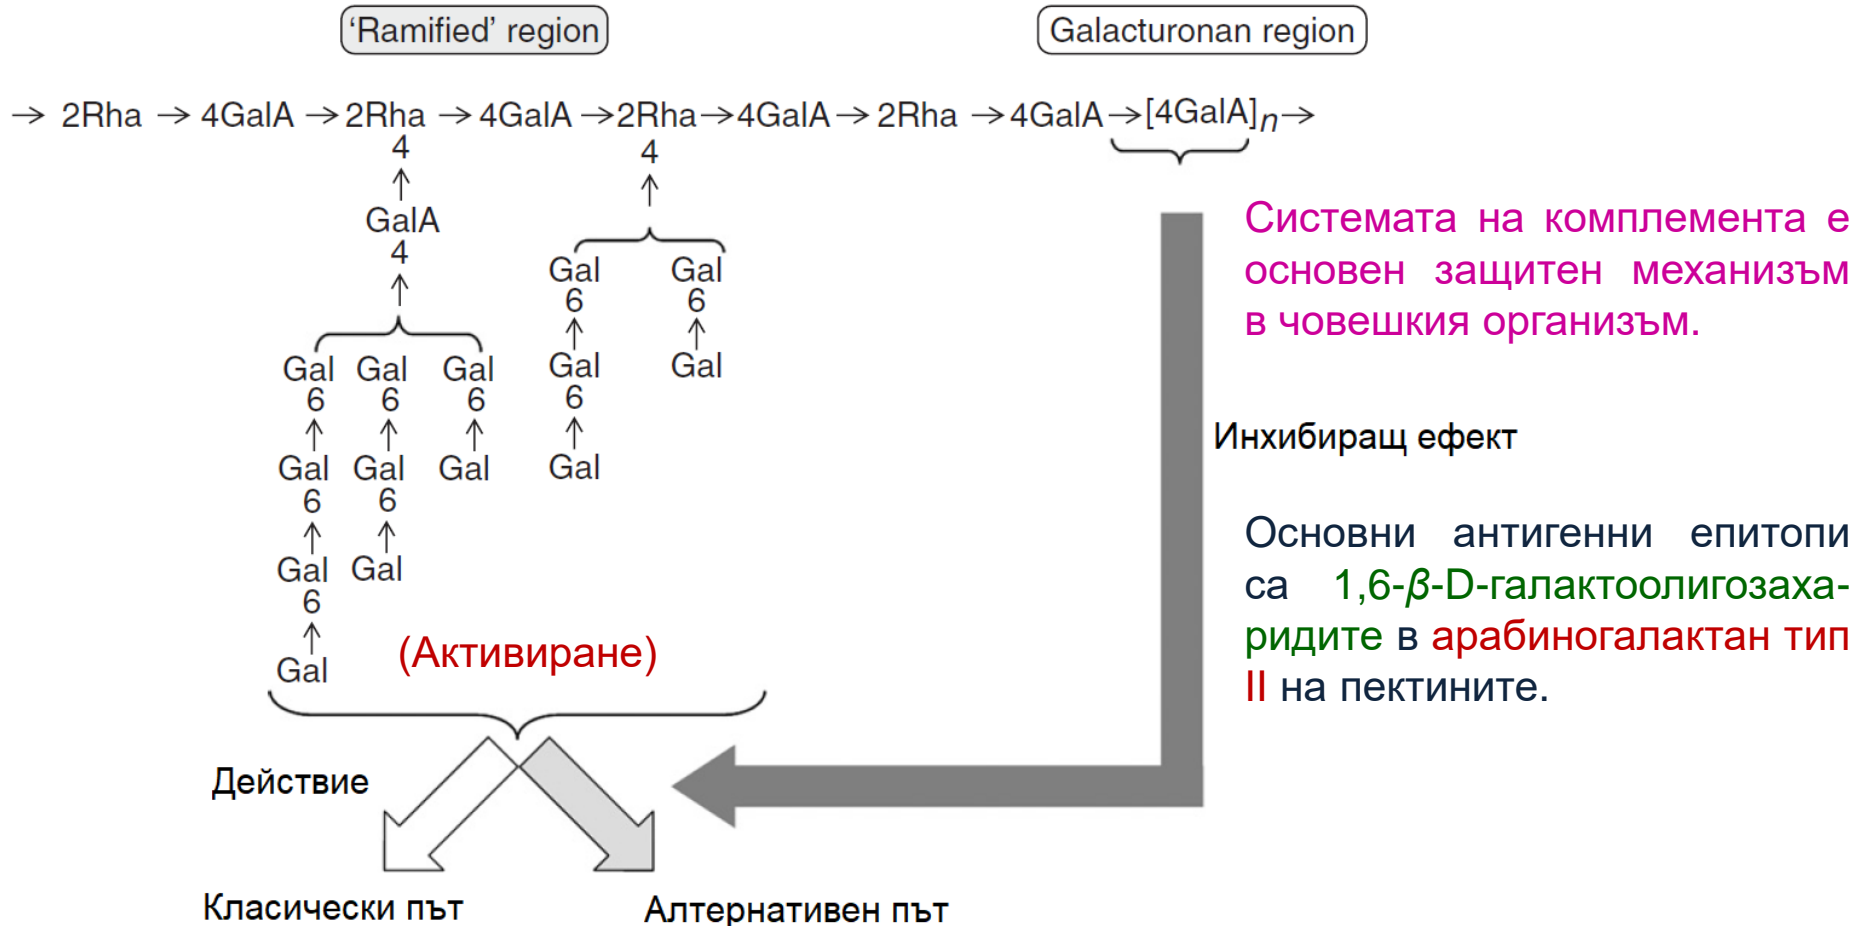 'Ramified' region
Galacturonan region
→ 2Rha → 4GalA → 2Rha → 4GalA → 2Rha → 4GalA → 2Rha → 4GalA → [4GalA]n →
4 4
↑ ↑
GalA
4
↑
Gal Gal
6 6
↑ ↑
Gal Gal
6
↑
Gal
Gal Gal Gal
6 6 6
↑ ↑ ↑
Gal Gal Gal
6 6
↑ ↑
Gal Gal
6
↑
Gal
(Активиране)
Действие
Класически път
Алтернативен път
Системата на комплемента е
основен защитен механизъм
в човешкия организъм.
Инхибиращ ефект
Основни антигенни епитопи
са 1,6-β-D-галактоолигозаха-
ридите в арабиногалактан тип
II на пектините.